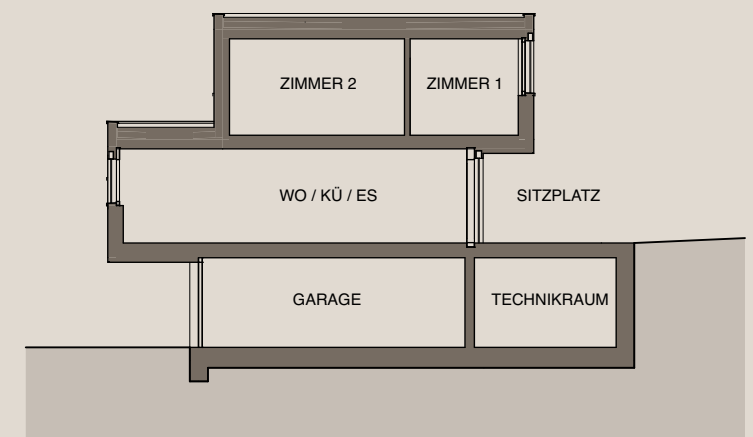 ZIMMER 2
ZIMMER 1
WO / KÜ / ES
SITZPLATZ
GARAGE
TECHNIKRAUM